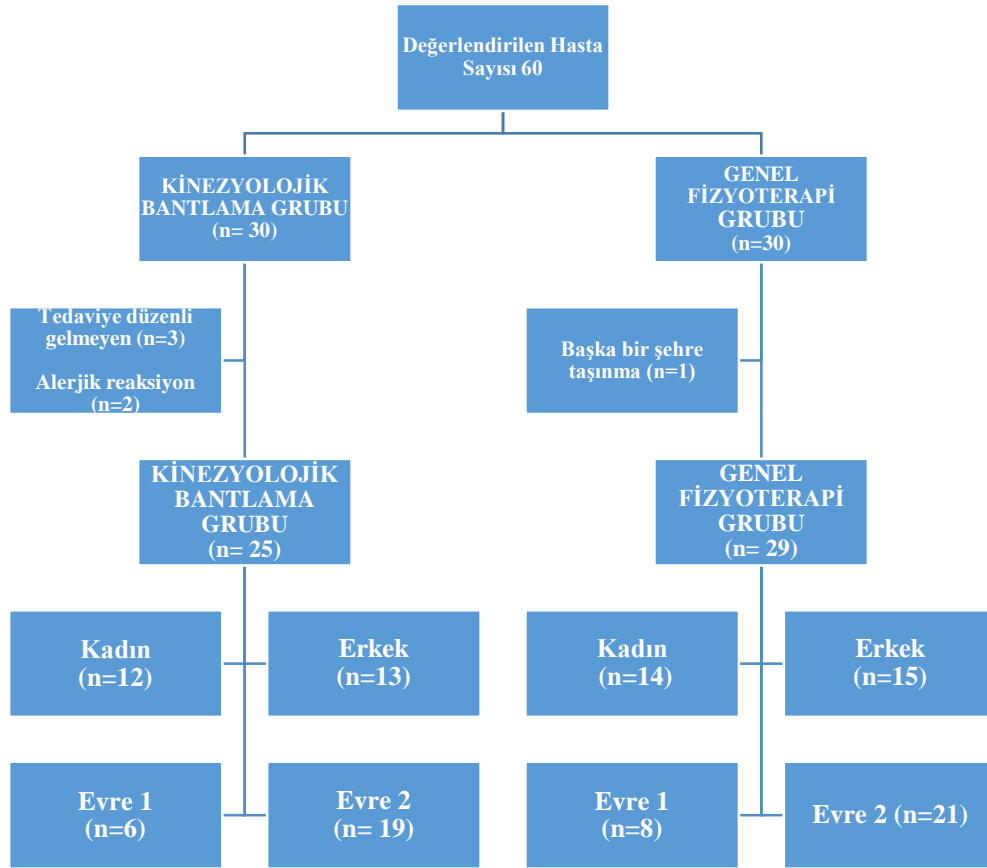 Değerlendirilen Hasta
Sayısı 60
KİNEZYOLOJİK
BANTLAMA GRUBU
(n= 30)
GENEL
FİZYOTERAPİ
GRUBU
(n=30)
Tedaviye düzenli
gelmeyen (n=3)
Alerjik reaksiyon
(n=2)
Başka bir şehre
taşınma (n=1)
KİNEZYOLOJİK
BANTLAMA
GRUBU
(n= 25)
GENEL
FİZYOTERAPİ
GRUBU
(n= 29)
Kadın
(n=12)
Erkek
(n=13)
Kadın
(n=14)
Erkek
(n=15)
Evre 1
(n=6)
Evre 2
(n= 19)
Evre 1
(n=8)
Evre 2 (n=21)